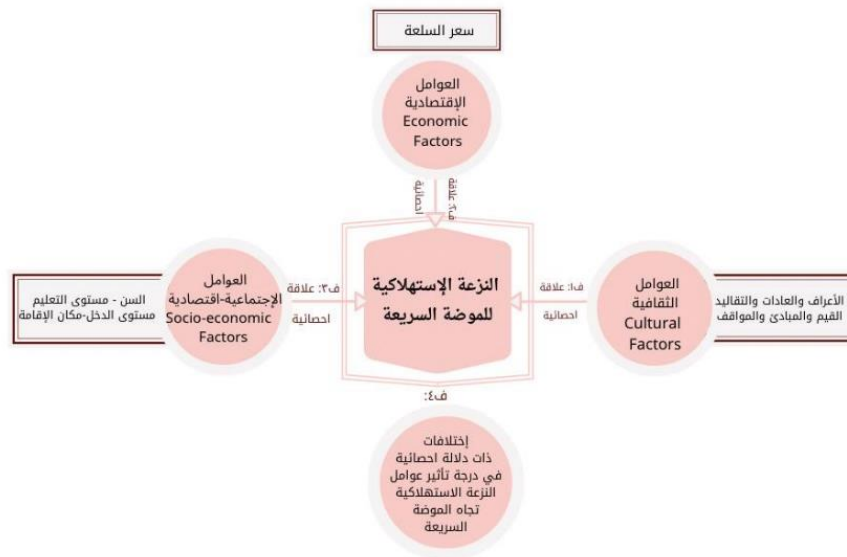 سعر السلعة
العوامل
الإقتصادية
Economic
Factors
ف٢: علاقة
احصائية
العوامل
الثقافية
Cultural
Factors
الأعراف والعادات والتقاليد
القيم والمبادئ والمواقف
ف١: علاقة
احصائية
النزعة الإستهلاكية
للموضة السريعة
ف٣: علاقة
احصائية
العوامل
الإجتماعية-اقتصادية
Socio-economic
Factors
السن - مستوى التعليم
مستوى الدخل-مكان الإقامة
ف٤:
إختلافات
ذات دلالة احصائية
في درجة تأثير عوامل
النزعة الاستهلاكية
تجاه الموضة
السريعة